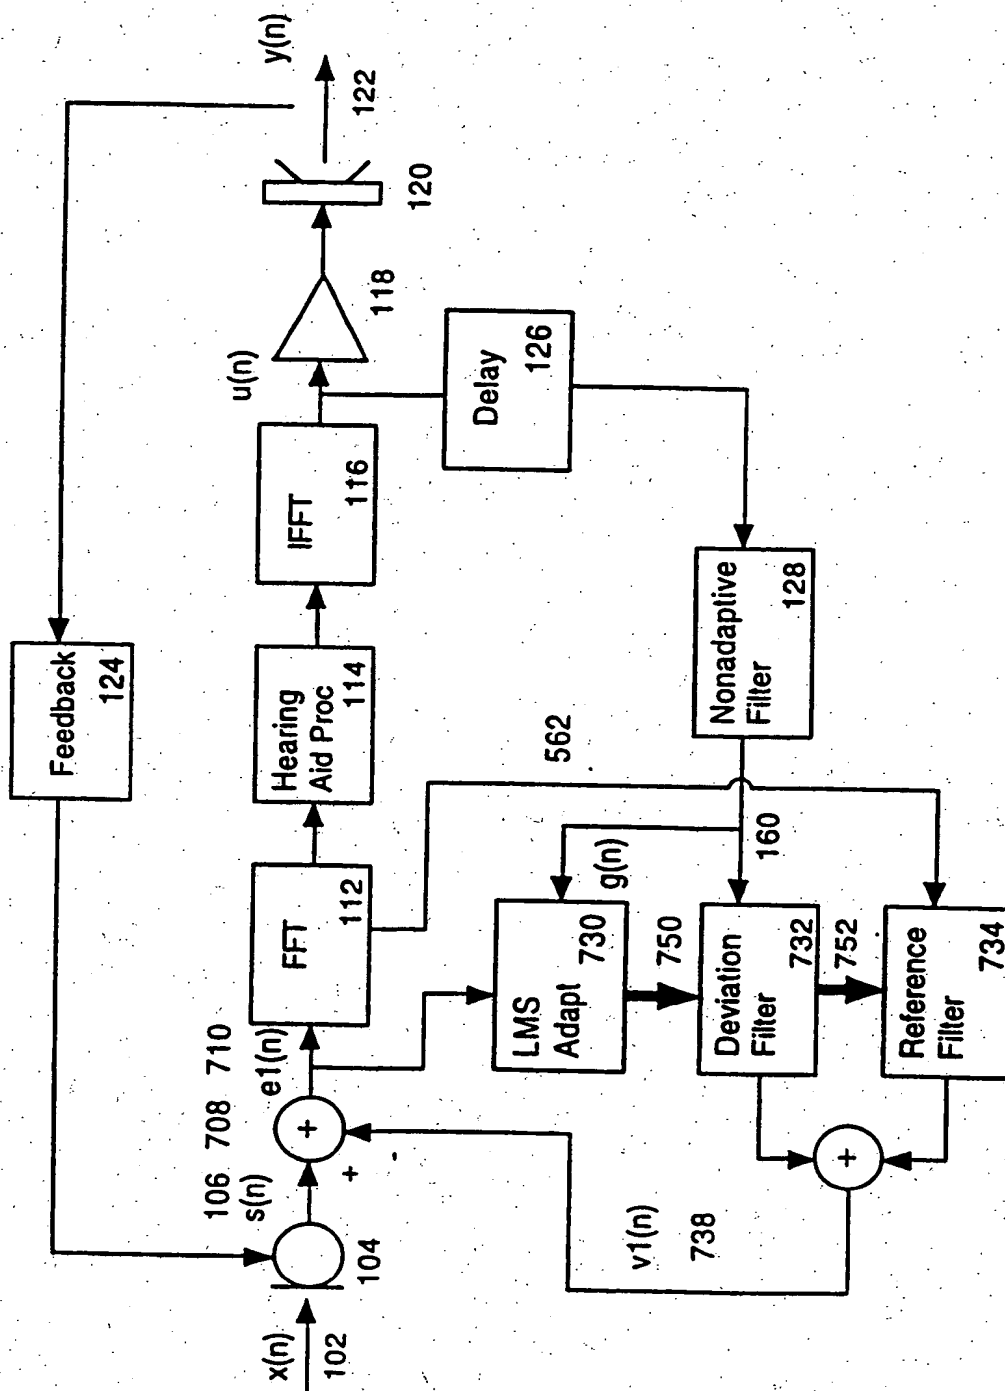 x(n)
102
104
106
s(n)
708
+
+
710
e1(n)
FFT
112
Hearing
Aid Proc
114
IFFT
116
u(n)
118
120
122
y(n)
Feedback
124
Delay
126
Nonadaptive
Filter
128
562
160
g(n)
LMS
Adapt
730
750
Deviation
Filter
732
752
Reference
Filter
734
+
v1(n)
738